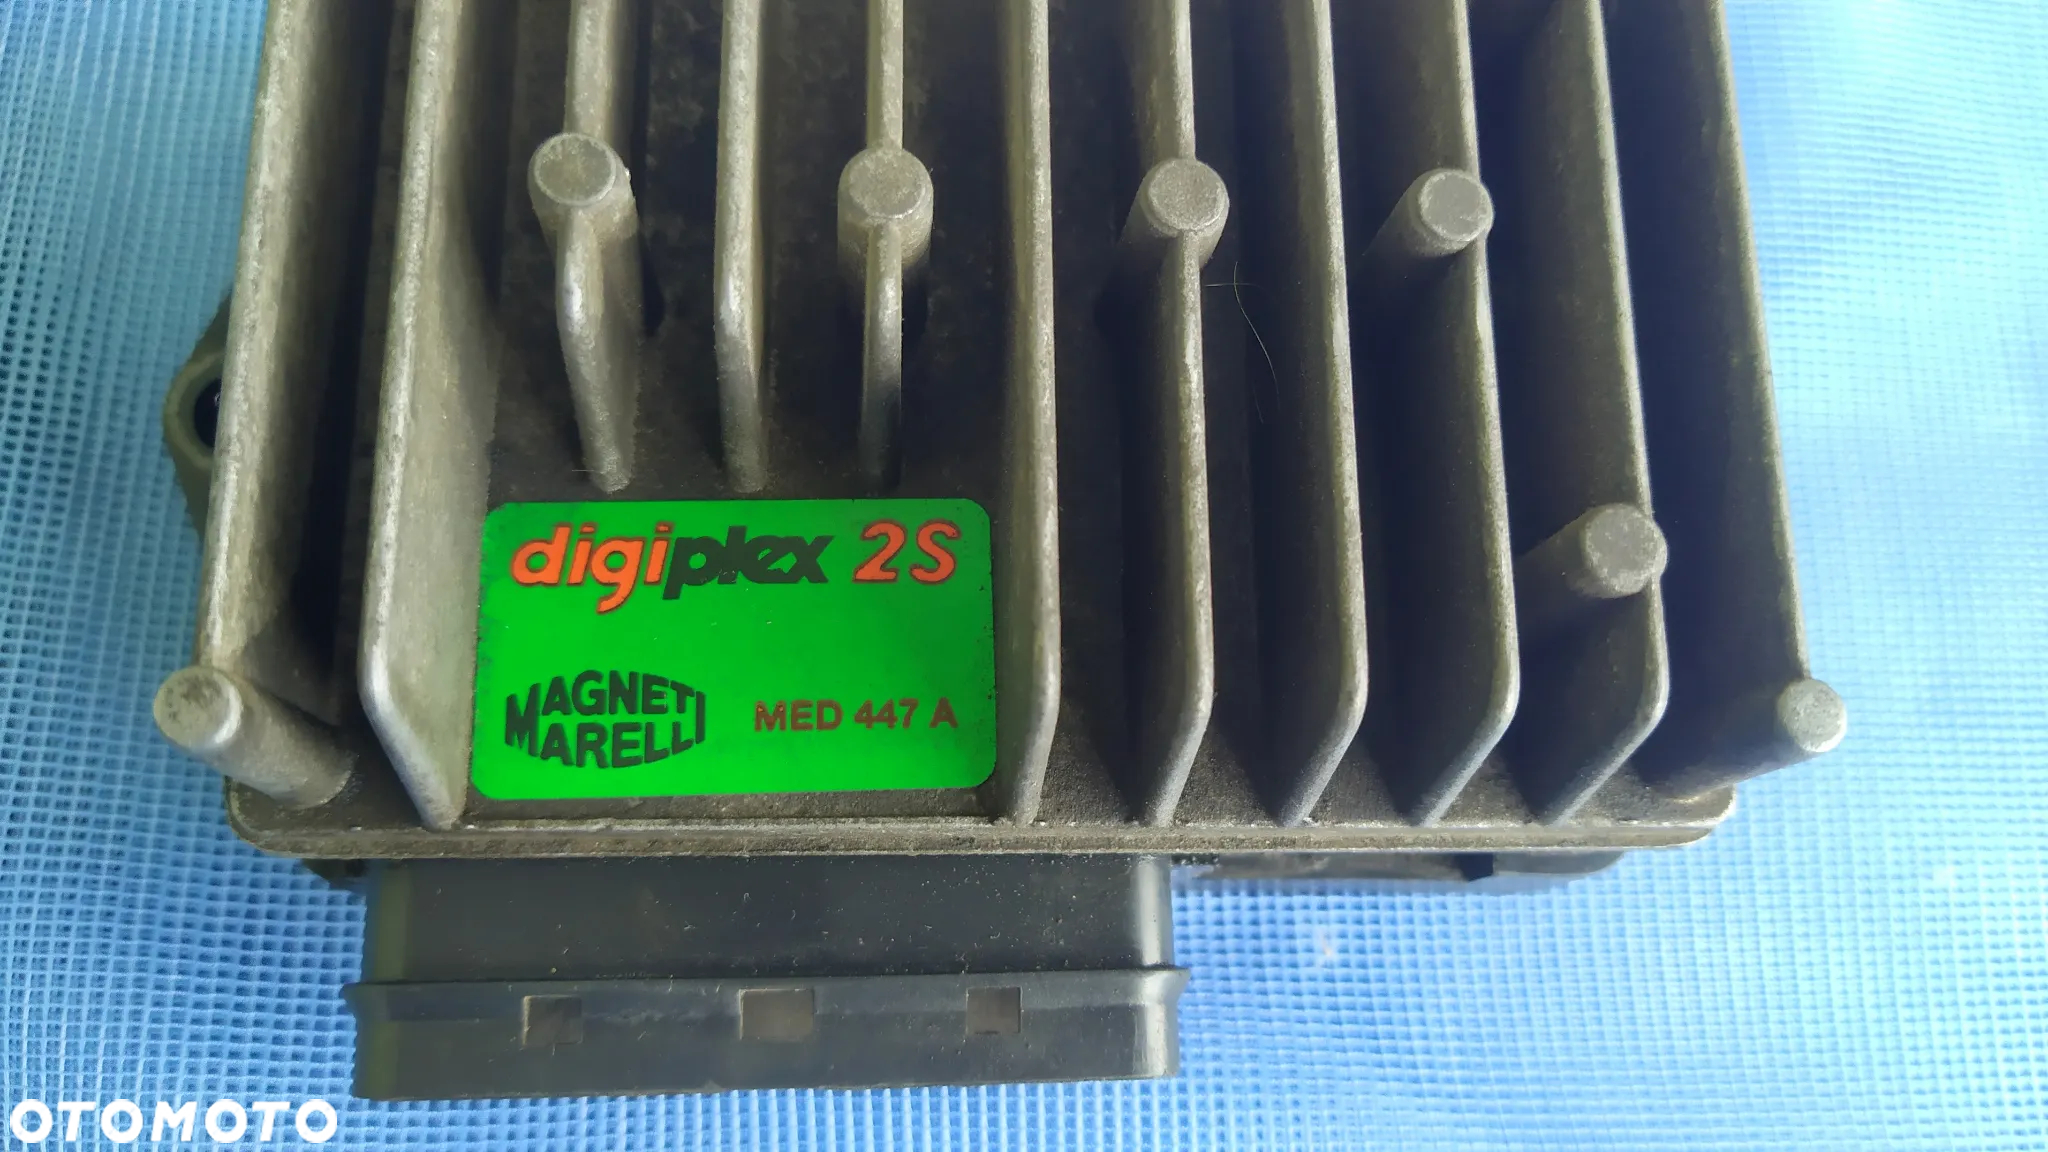 digiplex 2S
MAGNETI
MARELLI
MED 447 A
OTOMOTO